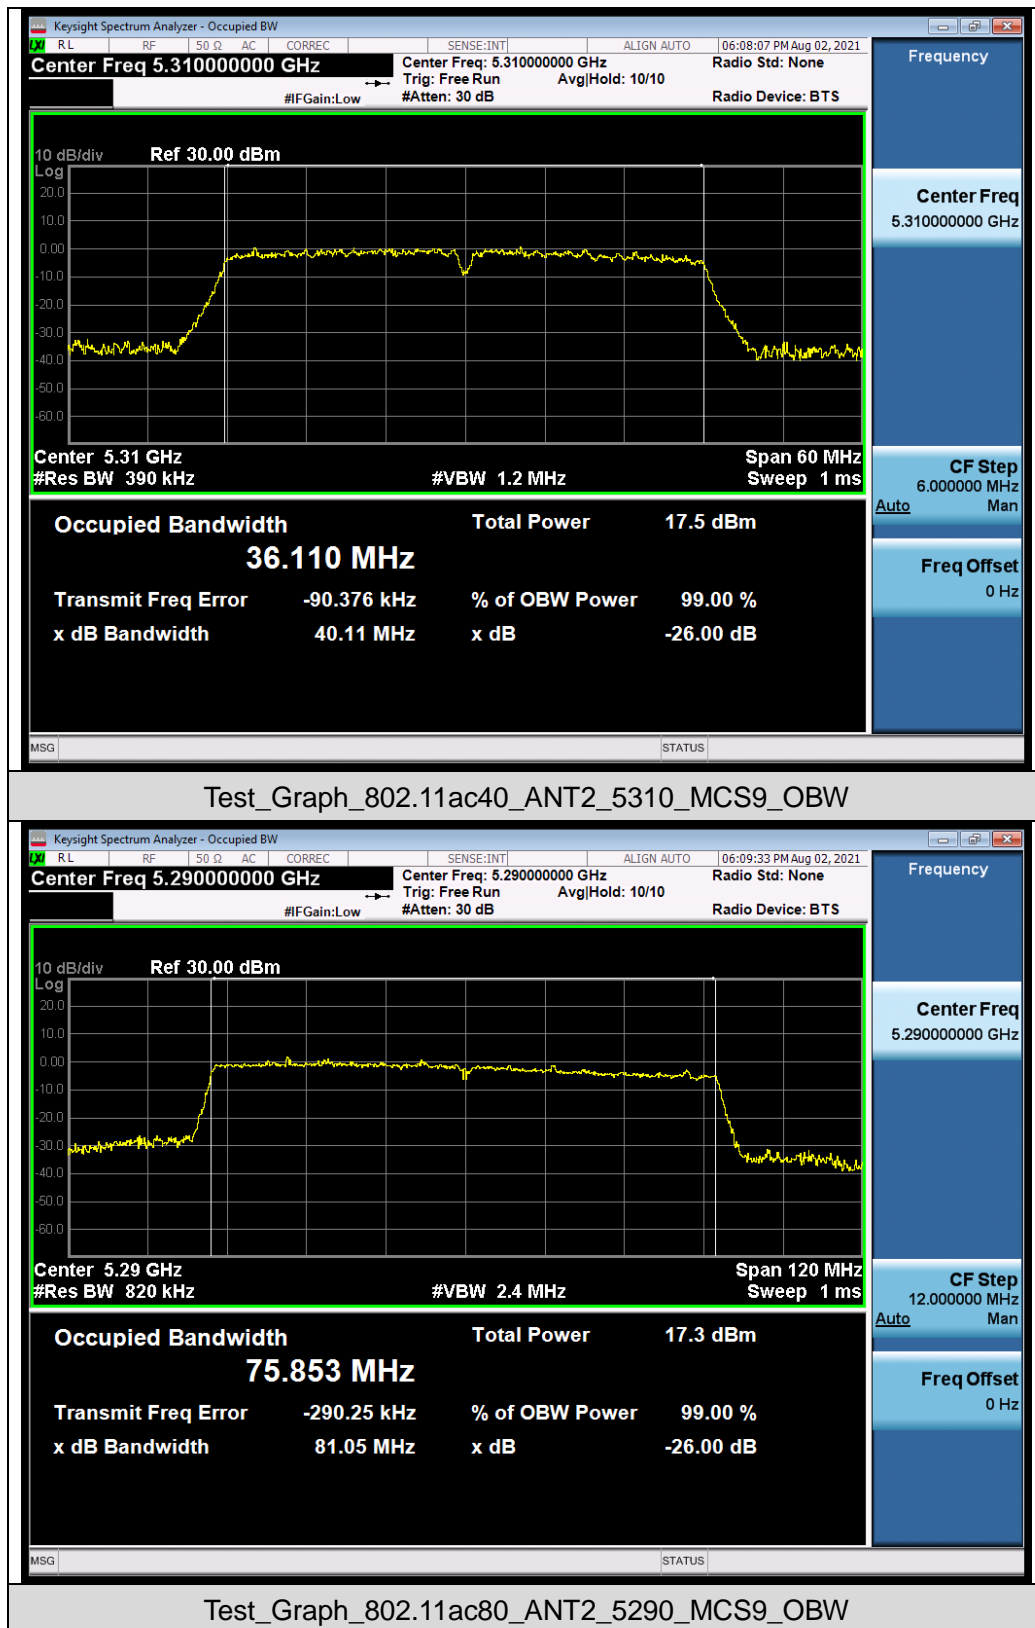 Keysight Spectrum Analyzer - Occupied BW
LXI RL RF 50 Ω AC CORREC SENSE:INT ALIGN AUTO 06:08:07 PM Aug 02, 2021
Center Freq 5.310000000 GHz Center Freq: 5.310000000 GHz Radio Std: None
Trig: Free Run Avg|Hold: 10/10
#IFGain:Low #Atten: 30 dB Radio Device: BTS
Frequency
10 dB/div Ref 30.00 dBm
Log
20.0
10.0
0.00
-10.0
-20.0
-30.0
-40.0
-50.0
-60.0
Center 5.31 GHz Span 60 MHz
#Res BW 390 kHz #VBW 1.2 MHz Sweep 1 ms
Center Freq
5.310000000 GHz
CF Step
6.000000 MHz
Auto Man
Freq Offset
0 Hz
Occupied Bandwidth Total Power 17.5 dBm
36.110 MHz
Transmit Freq Error -90.376 kHz % of OBW Power 99.00 %
x dB Bandwidth 40.11 MHz x dB -26.00 dB
MSG STATUS
Test_Graph_802.11ac40_ANT2_5310_MCS9_OBW
Keysight Spectrum Analyzer - Occupied BW
LXI RL RF 50 Ω AC CORREC SENSE:INT ALIGN AUTO 06:09:33 PM Aug 02, 2021
Center Freq 5.290000000 GHz Center Freq: 5.290000000 GHz Radio Std: None
Trig: Free Run Avg|Hold: 10/10
#IFGain:Low #Atten: 30 dB Radio Device: BTS
Frequency
10 dB/div Ref 30.00 dBm
Log
20.0
10.0
0.00
-10.0
-20.0
-30.0
-40.0
-50.0
-60.0
Center 5.29 GHz Span 120 MHz
#Res BW 820 kHz #VBW 2.4 MHz Sweep 1 ms
Center Freq
5.290000000 GHz
CF Step
12.000000 MHz
Auto Man
Freq Offset
0 Hz
Occupied Bandwidth Total Power 17.3 dBm
75.853 MHz
Transmit Freq Error -290.25 kHz % of OBW Power 99.00 %
x dB Bandwidth 81.05 MHz x dB -26.00 dB
MSG STATUS
Test_Graph_802.11ac80_ANT2_5290_MCS9_OBW